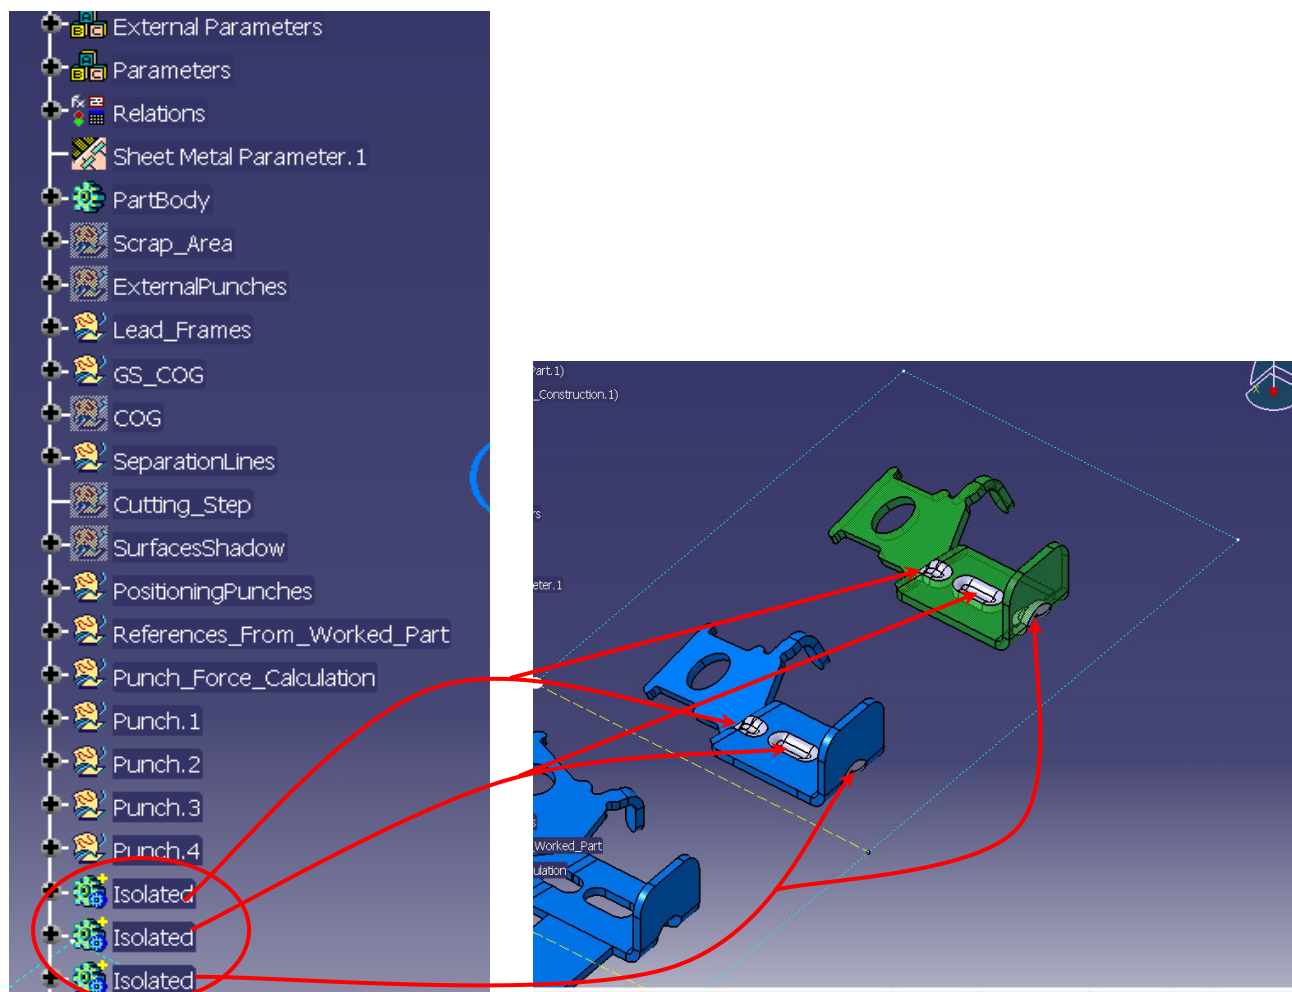 External Parameters
Parameters
Relations
Sheet Metal Parameter.1
PartBody
Scrap_Area
ExternalPunches
Lead_Frames
GS_COG
COG
SeparationLines
Cutting_Step
SurfacesShadow
PositioningPunches
References_From_Worked_Part
Punch_Force_Calculation
Punch.1
Punch.2
Punch.3
Punch.4
Isolated
Isolated
Isolated
Part.1)
_Construction.1)
rs
eter.1
s
Worked_Part
ulation
x